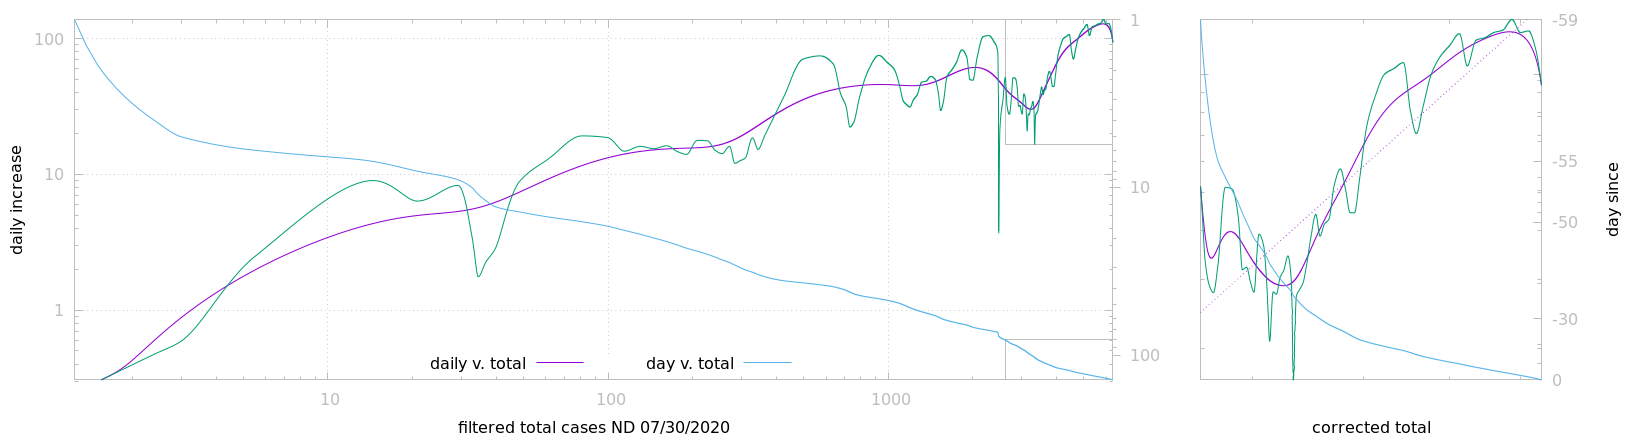 100
10
1
daily increase
10
100
1000
filtered total cases ND 07/30/2020
daily v. total
day v. total
1
10
100
-59
-55
-50
-30
0
day since
corrected total